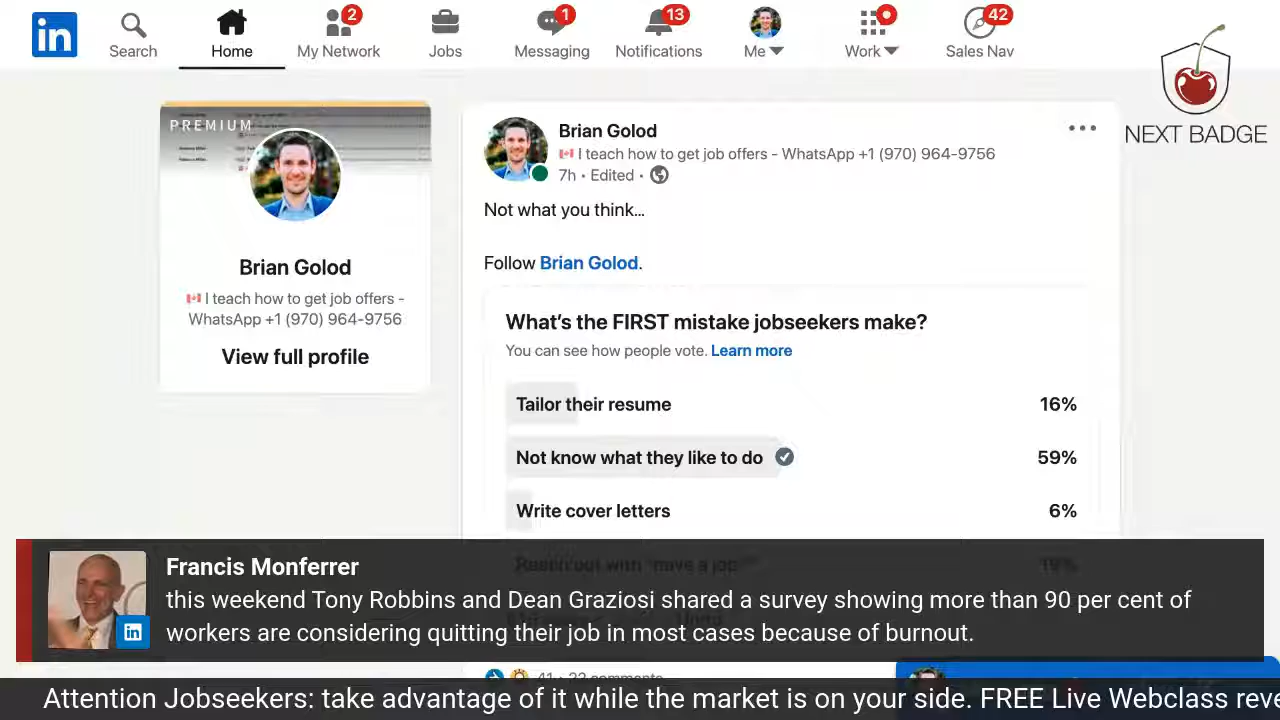 in
Search
Home
2
My Network
Jobs
1
Messaging
13
Notifications
Me
Work
42
Sales Nav
NEXT BADGE
PREMIUM
Brian Golod
I teach how to get job offers -
WhatsApp +1 (970) 964-9756
View full profile
Brian Golod
I teach how to get job offers - WhatsApp +1 (970) 964-9756
7h • Edited •
Not what you think...
Follow Brian Golod.
What's the FIRST mistake jobseekers make?
You can see how people vote. Learn more
Tailor their resume 16%
Not know what they like to do 59%
Write cover letters 6%
19%
Francis Monferrer
this weekend Tony Robbins and Dean Graziosi shared a survey showing more than 90 per cent of
workers are considering quitting their job in most cases because of burnout.
in
22 comments
Attention Jobseekers: take advantage of it while the market is on your side. FREE Live Webclass reve